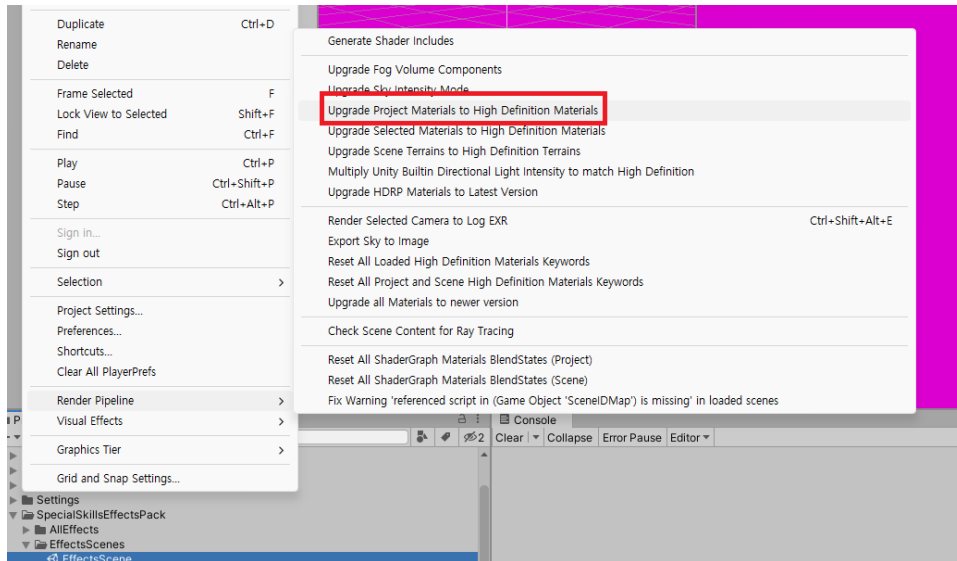 Duplicate Ctrl+D
Rename
Delete
Frame Selected F
Lock View to Selected Shift+F
Find Ctrl+F
Play Ctrl+P
Pause Ctrl+Shift+P
Step Ctrl+Alt+P
Sign in...
Sign out
Selection
Project Settings...
Preferences...
Shortcuts...
Clear All PlayerPrefs
Render Pipeline
Visual Effects
Graphics Tier
Grid and Snap Settings...
Generate Shader Includes
Upgrade Fog Volume Components
Upgrade Sky Intensity Mode
Upgrade Project Materials to High Definition Materials
Upgrade Selected Materials to High Definition Materials
Upgrade Scene Terrains to High Definition Terrains
Multiply Unity Builtin Directional Light Intensity to match High Definition
Upgrade HDRP Materials to Latest Version
Render Selected Camera to Log EXR Ctrl+Shift+Alt+E
Export Sky to Image
Reset All Loaded High Definition Materials Keywords
Reset All Project and Scene High Definition Materials Keywords
Upgrade all Materials to newer version
Check Scene Content for Ray Tracing
Reset All ShaderGraph Materials BlendStates (Project)
Reset All ShaderGraph Materials BlendStates (Scene)
Fix Warning 'referenced script in (Game Object 'SceneIDMap') is missing' in loaded scenes
P
Console
2
Clear Collapse Error Pause Editor
Settings
SpecialSkillsEffectsPack
AllEffects
EffectsScenes
EffectsScene